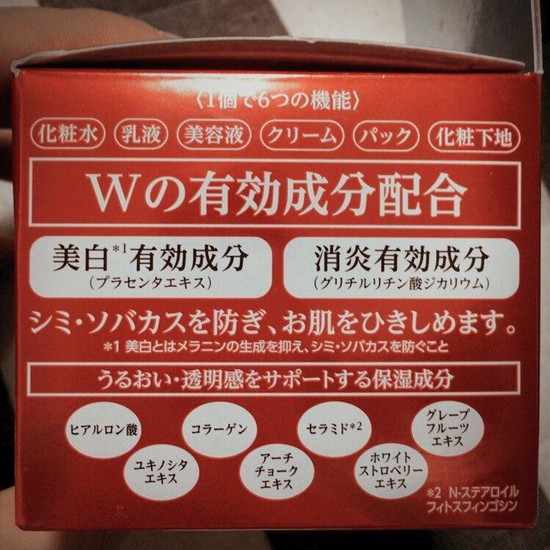 〈1個で6つの機能〉
化粧水 乳液 美容液 クリーム パック 化粧下地
Wの有効成分配合
美白*1有効成分 消炎有効成分
(プラセンタエキス) (グリチルリチン酸ジカリウム)
シミ・ソバカスを防ぎ、お肌をひきしめます。
*1 美白とはメラニンの生成を抑え、シミ・ソバカスを防ぐこと
うるおい・透明感をサポートする保湿成分
ヒアルロン酸
コラーゲン
セラミド*2
グレープ
フルーツ
エキス
ユキノシタ
エキス
アーチ
チョーク
エキス
ホワイト
ストロベリー
エキス
*2 N-ステアロイル
フィトスフィンゴシン